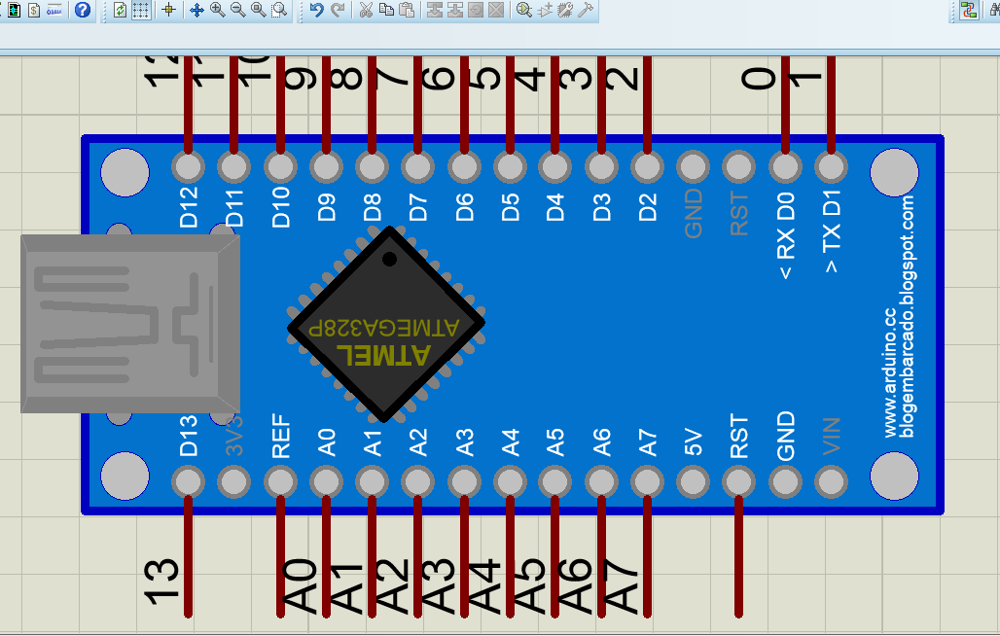 12 11 10 9 8 7 6 5 4 3 2 0 1
D12 D11 D10 D9 D8 D7 D6 D5 D4 D3 D2 GND RST < RX D0 > TX D1
ATMEGA328P
ATMEL
www.arduino.cc
blogembarcado.blogspot.com
D13 3V3 REF A0 A1 A2 A3 A4 A5 A6 A7 5V RST GND VIN
13 A0 A1 A2 A3 A4 A5 A6 A7